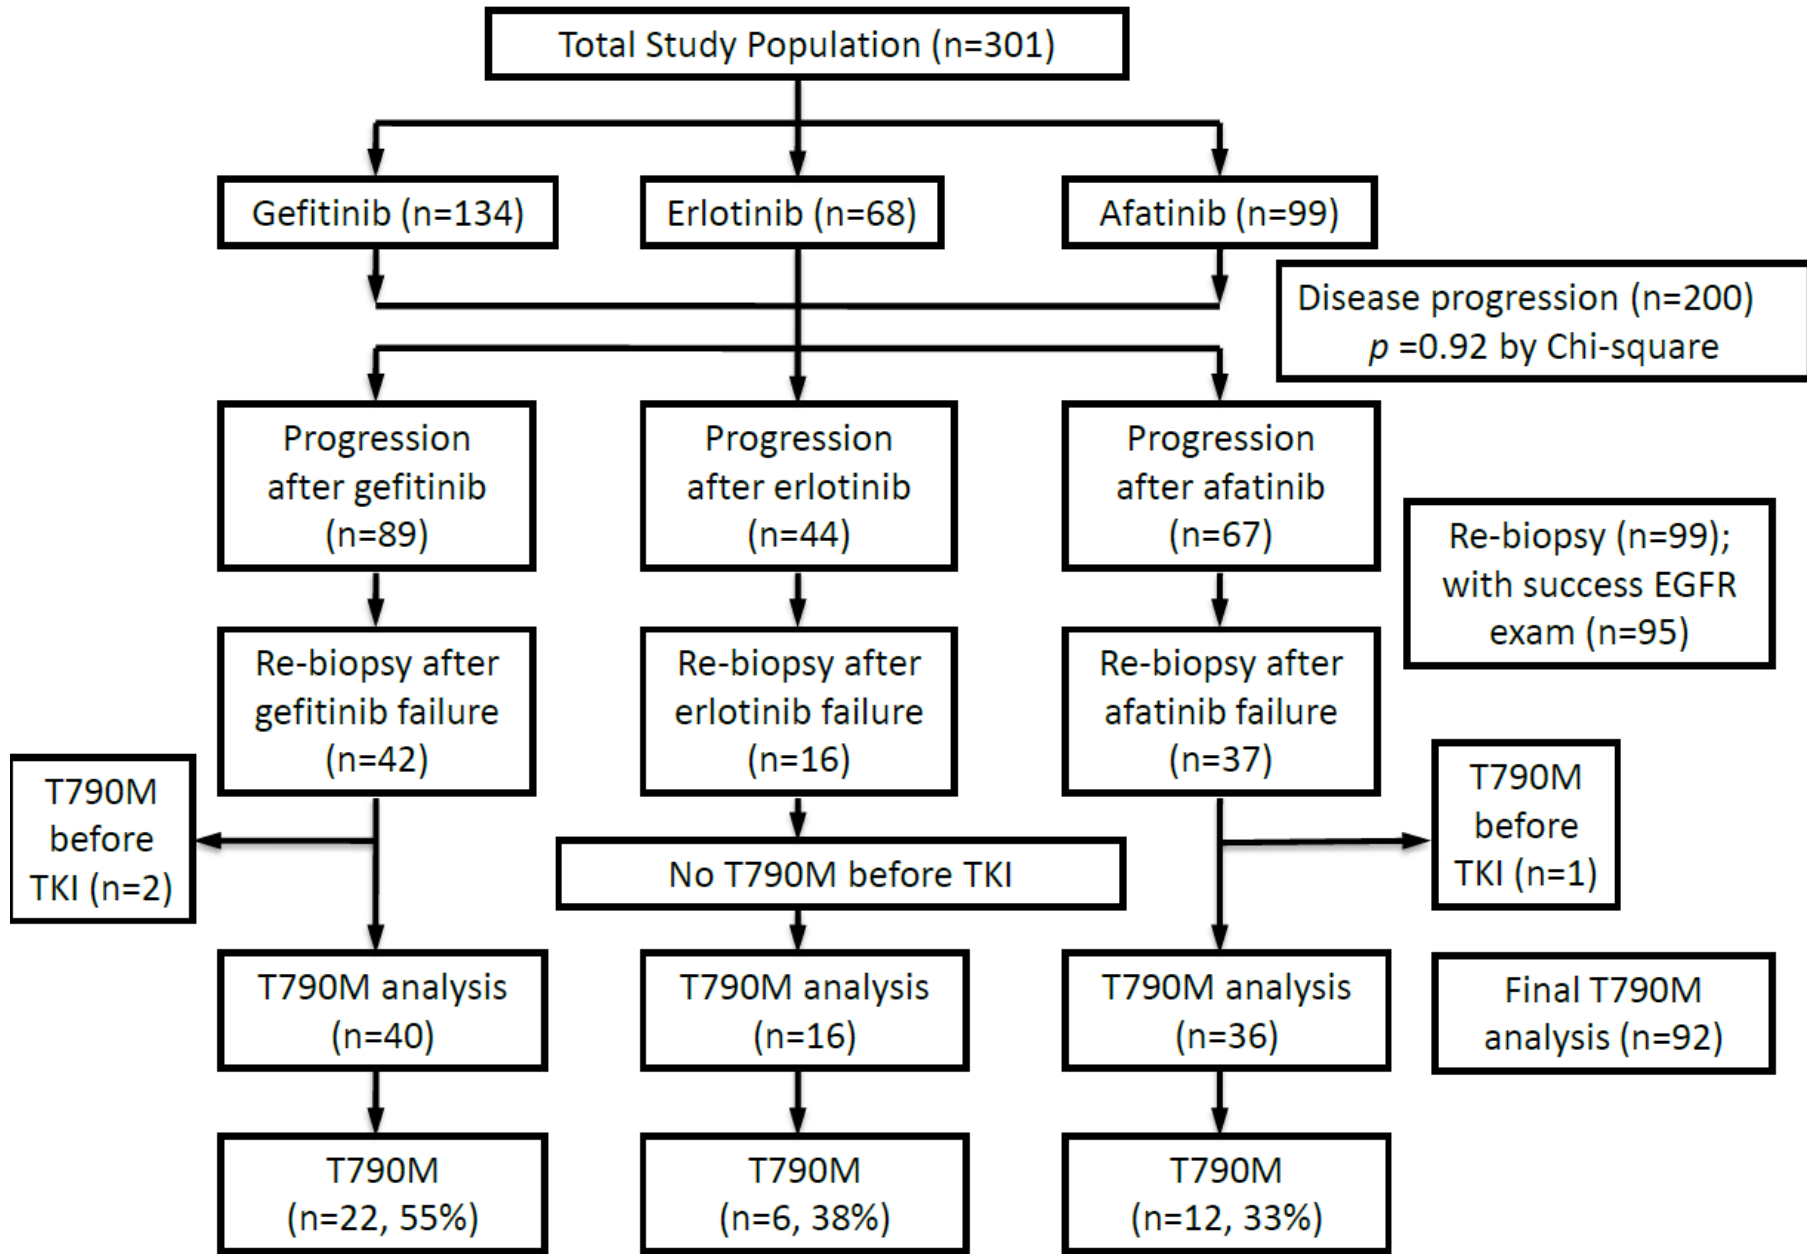 Total Study Population (n=301)
Gefitinib (n=134)
Erlotinib (n=68)
Afatinib (n=99)
Disease progression (n=200)
p =0.92 by Chi-square
Progression
after gefitinib
(n=89)
Progression
after erlotinib
(n=44)
Progression
after afatinib
(n=67)
Re-biopsy (n=99);
with success EGFR
exam (n=95)
Re-biopsy after
gefitinib failure
(n=42)
Re-biopsy after
erlotinib failure
(n=16)
Re-biopsy after
afatinib failure
(n=37)
T790M
before
TKI (n=2)
No T790M before TKI
T790M
before
TKI (n=1)
T790M analysis
(n=40)
T790M analysis
(n=16)
T790M analysis
(n=36)
Final T790M
analysis (n=92)
T790M
(n=22, 55%)
T790M
(n=6, 38%)
T790M
(n=12, 33%)